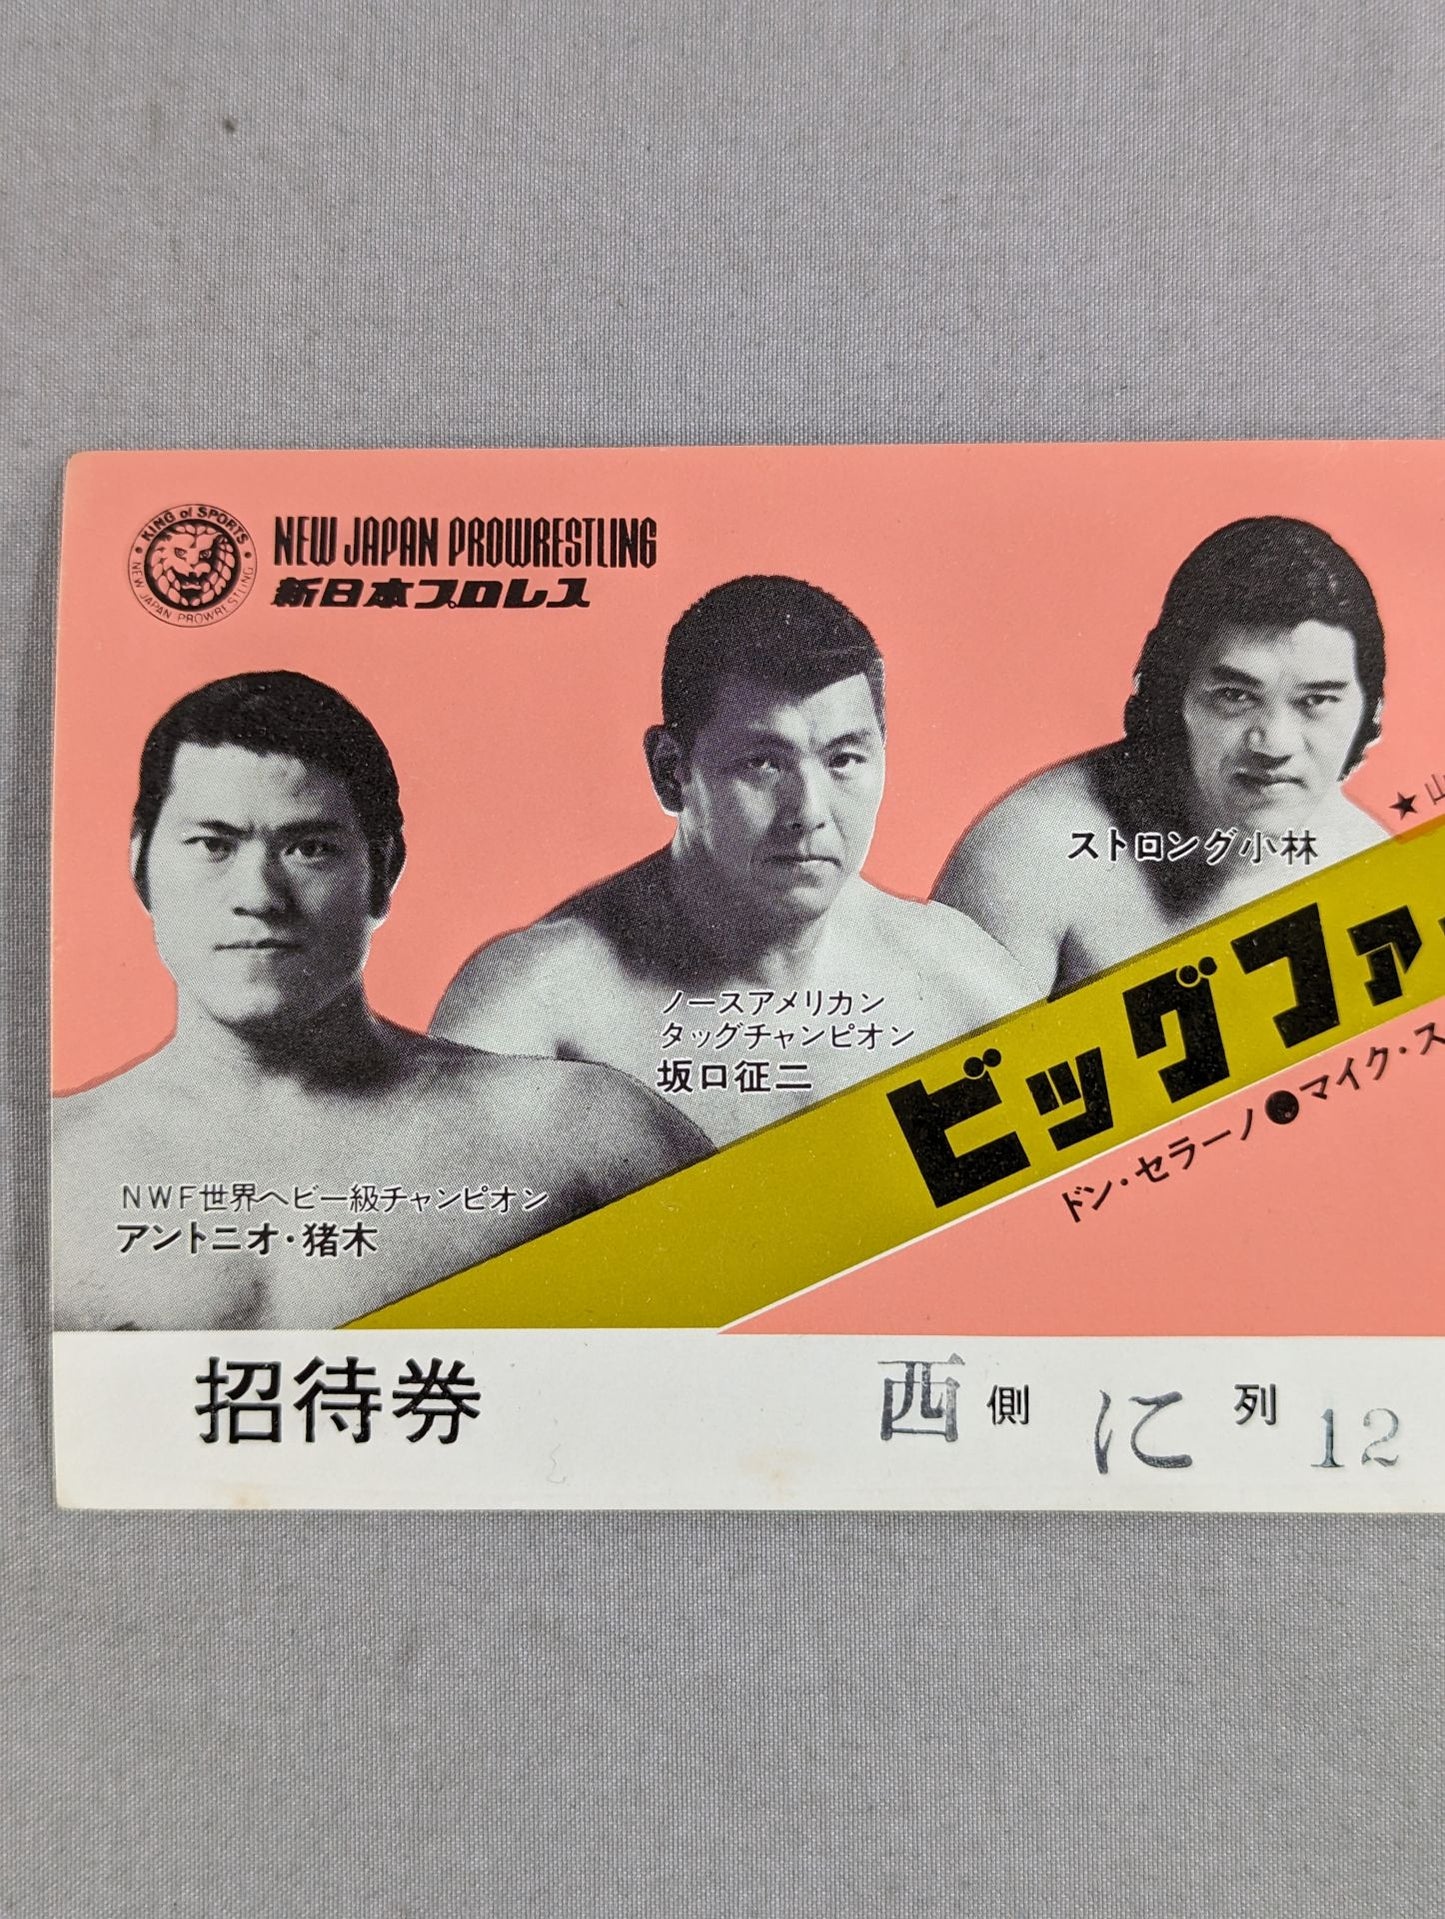 KING of SPORTS
NEW JAPAN PROWRESTLING
NEW JAPAN PROWRESTLING
新日本プロレス
ストロング小林
★山
ノースアメリカン
タッグチャンピオン
坂口征二
ビッグファ
ドン・セラーノ●マイク・ス
NWF世界ヘビー級チャンピオン
アントニオ・猪木
招待券 西側 に列 12